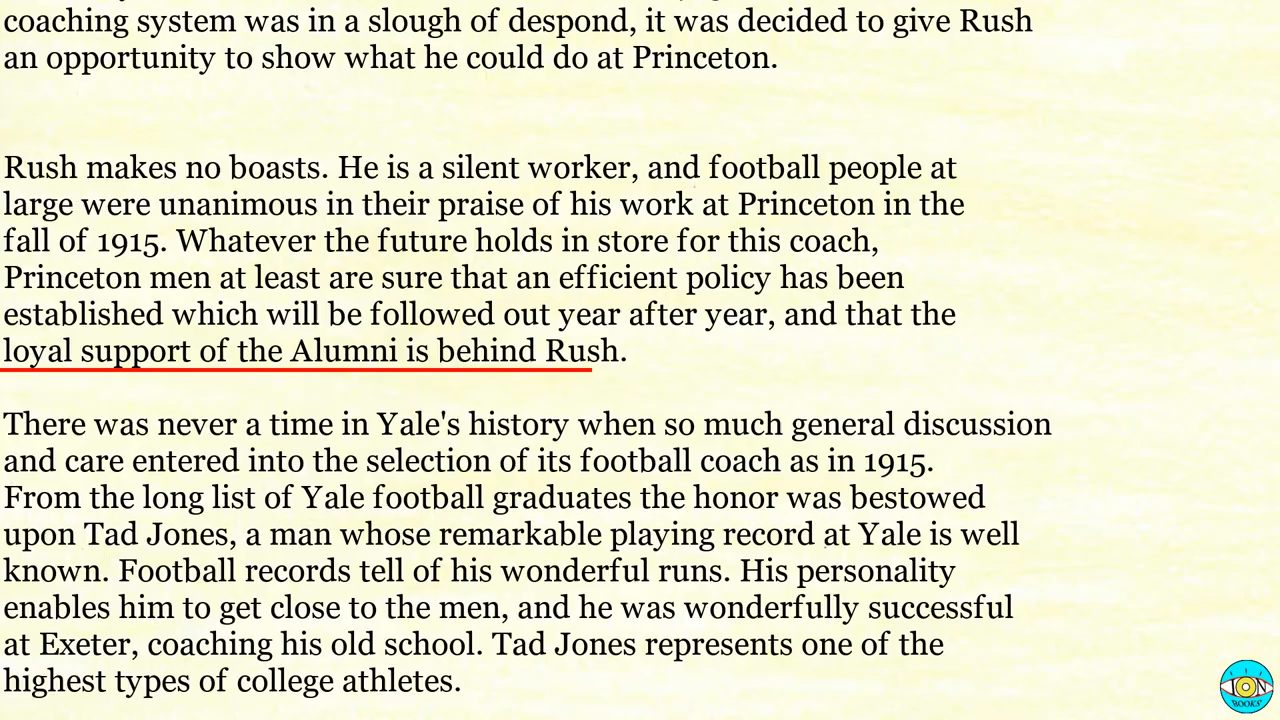 coaching system was in a slough of despond, it was decided to give Rush
an opportunity to show what he could do at Princeton.
Rush makes no boasts. He is a silent worker, and football people at
large were unanimous in their praise of his work at Princeton in the
fall of 1915. Whatever the future holds in store for this coach,
Princeton men at least are sure that an efficient policy has been
established which will be followed out year after year, and that the
loyal support of the Alumni is behind Rush.
There was never a time in Yale's history when so much general discussion
and care entered into the selection of its football coach as in 1915.
From the long list of Yale football graduates the honor was bestowed
upon Tad Jones, a man whose remarkable playing record at Yale is well
known. Football records tell of his wonderful runs. His personality
enables him to get close to the men, and he was wonderfully successful
at Exeter, coaching his old school. Tad Jones represents one of the
highest types of college athletes.
ION
BOOKS